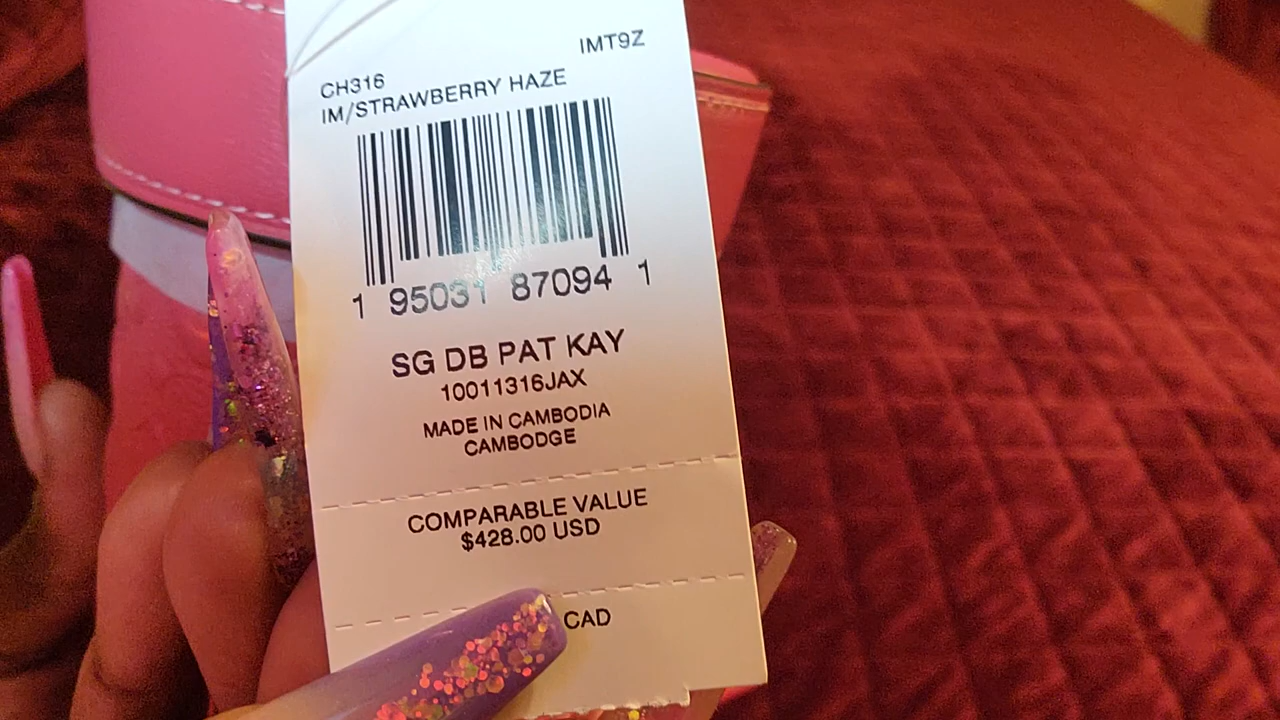 IMT9Z
CH316
IM/STRAWBERRY HAZE
1 95031 87094 1
SG DB PAT KAY
10011316JAX
MADE IN CAMBODIA
CAMBODGE
COMPARABLE VALUE
$428.00 USD
CAD